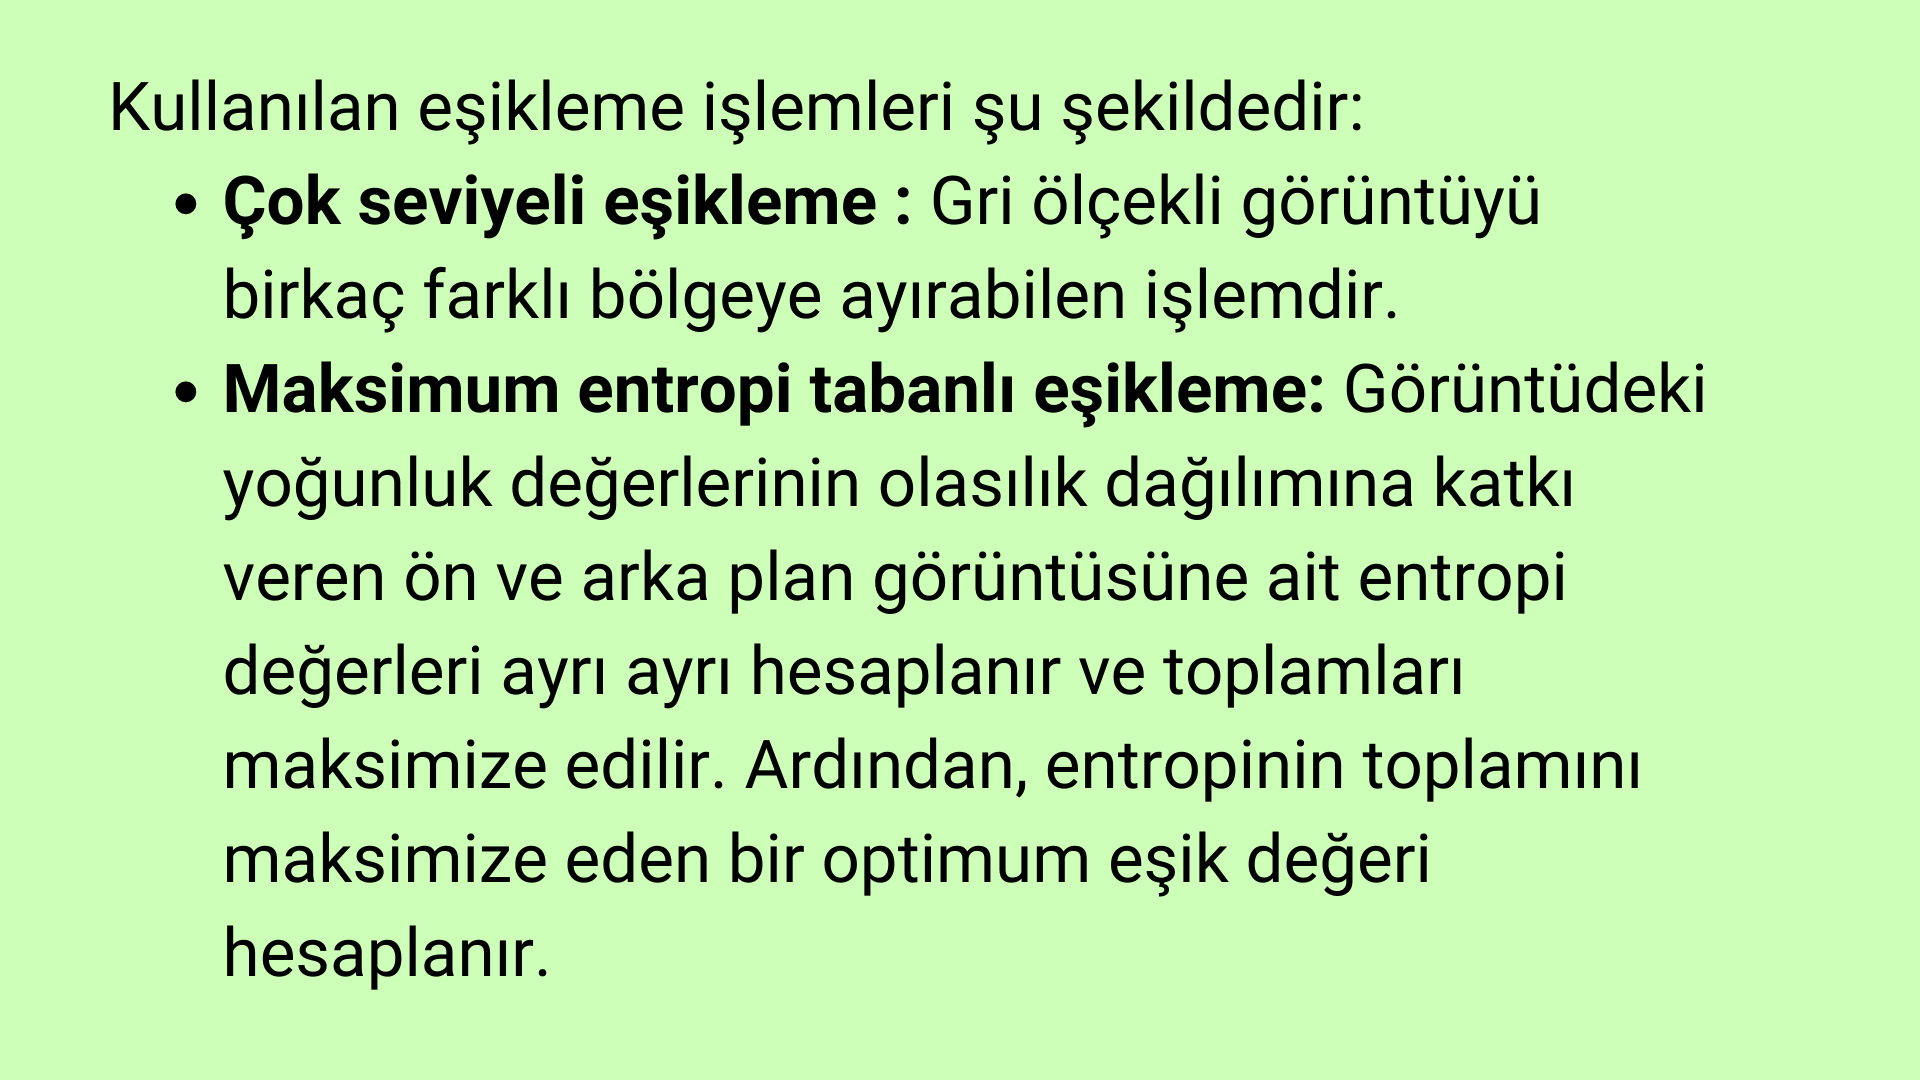 Kullanılan eşikleme işlemleri şu şekildedir:
• Çok seviyeli eşikleme : Gri ölçekli görüntüyü
birkaç farklı bölgeye ayırabilen işlemdir.
• Maksimum entropi tabanlı eşikleme: Görüntüdeki
yoğunluk değerlerinin olasılık dağılımına katkı
veren ön ve arka plan görüntüsüne ait entropi
değerleri ayrı ayrı hesaplanır ve toplamları
maksimize edilir. Ardından, entropinin toplamını
maksimize eden bir optimum eşik değeri
hesaplanır.